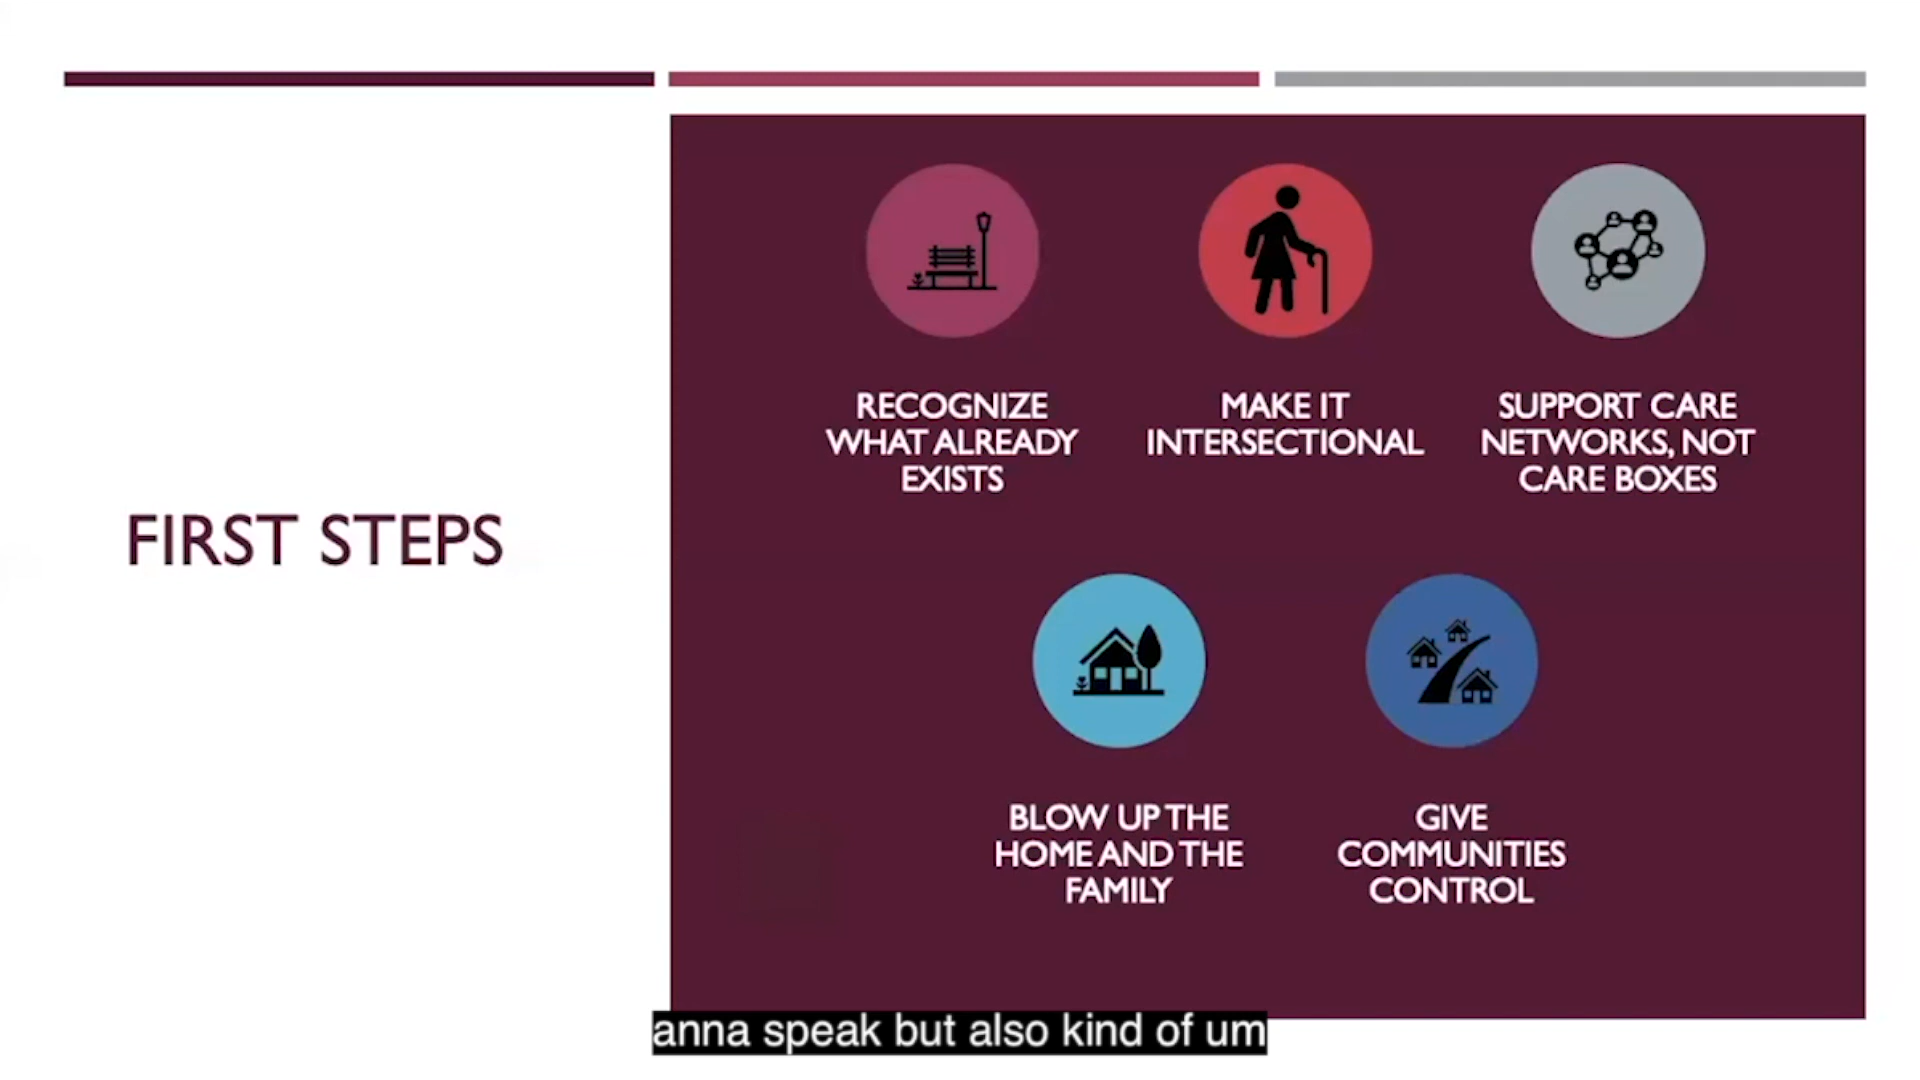 FIRST STEPS
RECOGNIZE
WHAT ALREADY
EXISTS
MAKE IT
INTERSECTIONAL
SUPPORT CARE
NETWORKS, NOT
CARE BOXES
BLOW UP THE
HOME AND THE
FAMILY
GIVE
COMMUNITIES
CONTROL
anna speak but also kind of um